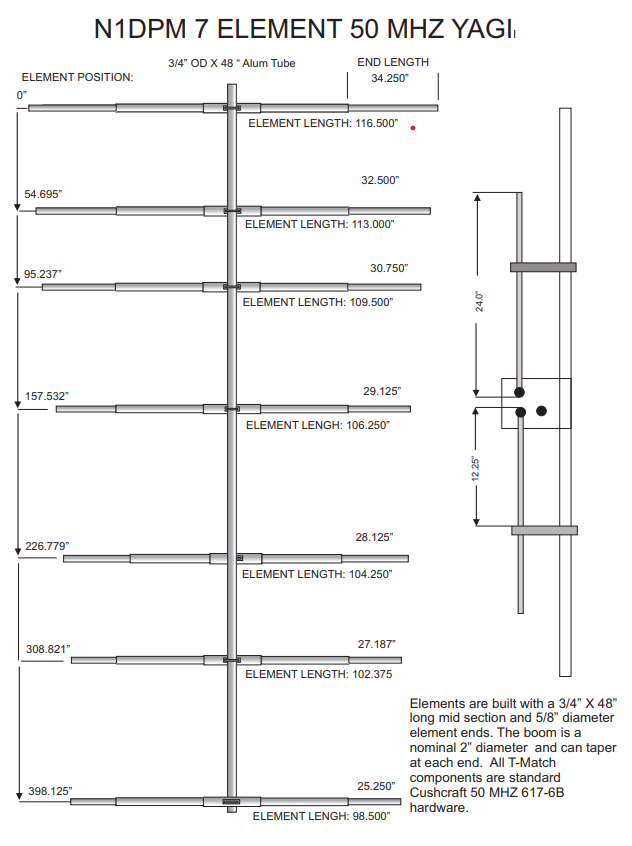 N1DPM 7 ELEMENT 50 MHZ YAGI
3/4" OD X 48 " Alum Tube
END LENGTH
ELEMENT POSITION:
34.250"
0"
ELEMENT LENGTH: 116.500"
32.500"
54.695"
ELEMENT LENGTH: 113.000"
30.750"
95.237"
ELEMENT LENGTH: 109.500"
24.0"
29.125"
157.532"
ELEMENT LENGH: 106.250"
12.25"
28.125"
226.779"
ELEMENT LENGTH: 104.250"
27.187"
308.821"
ELEMENT LENGTH: 102.375
Elements are built with a 3/4" X 48"
long mid section and 5/8" diameter
element ends. The boom is a
nominal 2" diameter and can taper
at each end. All T-Match
components are standard
Cushcraft 50 MHZ 617-6B
hardware.
25.250"
398.125"
ELEMENT LENGH: 98.500"